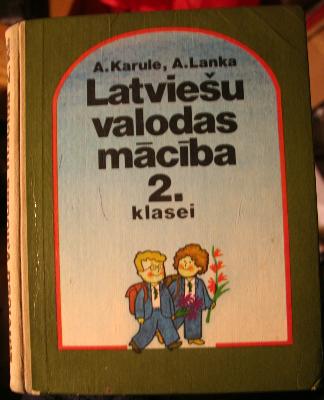 A.Karule, A.Lanka
Latviešu
valodas
mācība
2.
klasei